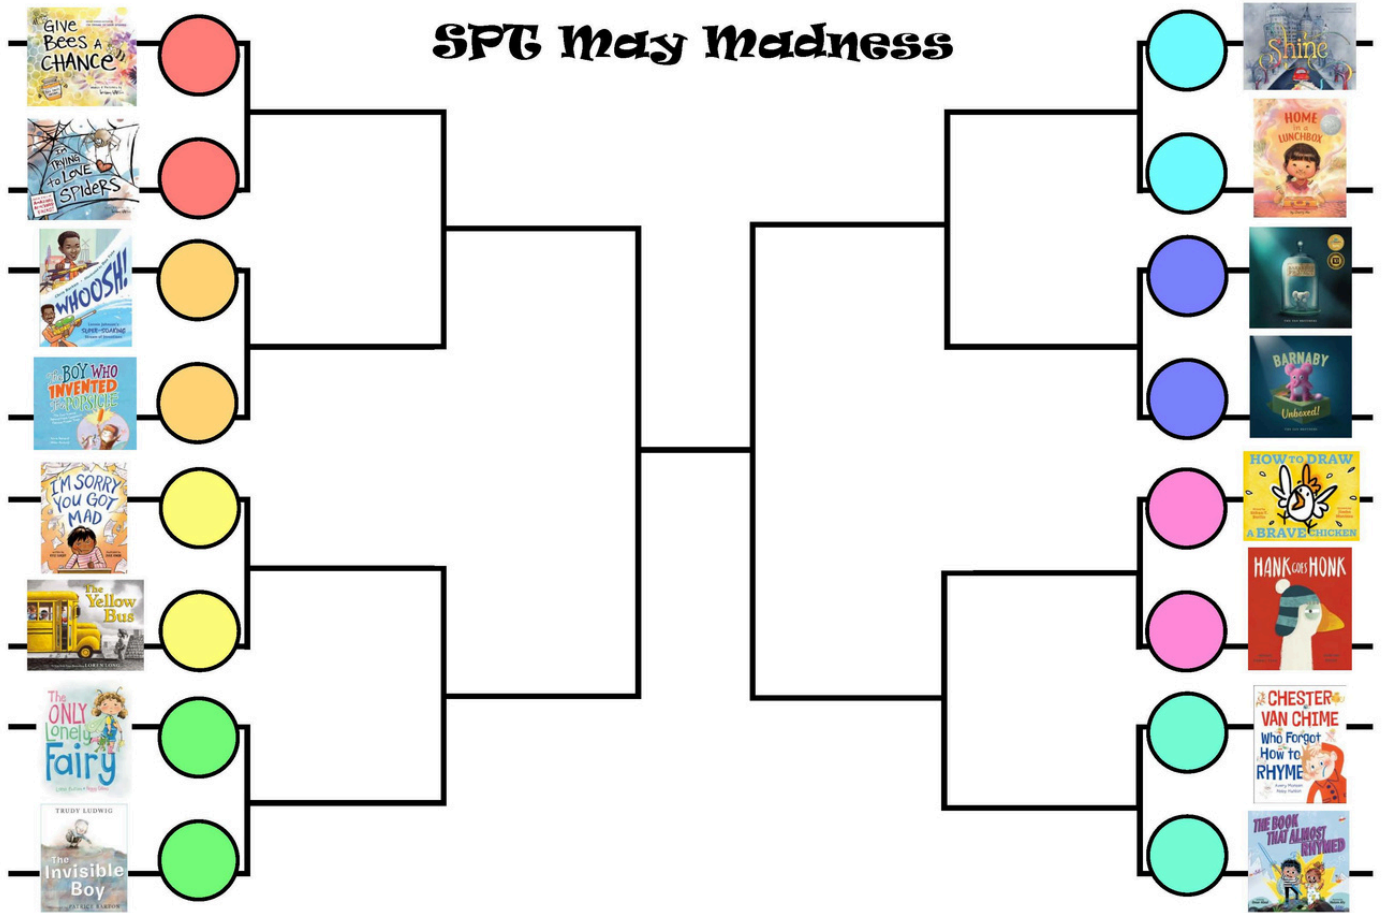 SPT May Madness
GIVE
BEES A
CHANCE
I'M
TRYING
to LOVE
SPIDERS
WHOOSH!
SUPER-SOAKING
The BOY WHO
INVENTED
the POPSICLE
I'M SORRY
YOU GOT
MAD
The
Yellow
Bus
LOREN LONG
The
ONLY
Lonely
Fairy
TRUDY LUDWIG
The
Invisible
Boy
PATRICE BARTON
Shine
HOME
in a
LUNCHBOX
BARNABY
Unboxed!
HOW TO DRAW
A BRAVE CHICKEN
HANK GOES HONK
CHESTER
VAN CHIME
Who Forgot
How to
RHYME
THE BOOK
THAT ALMOST
RHYMED